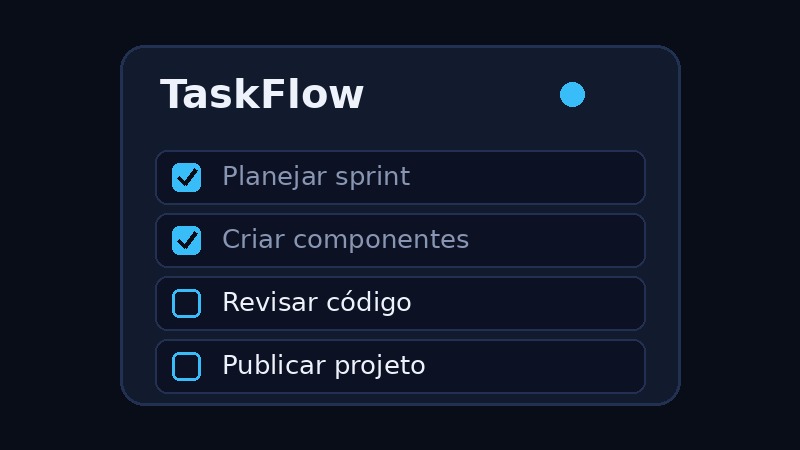 TaskFlow
Planejar sprint
Criar componentes
Revisar código
Publicar projeto